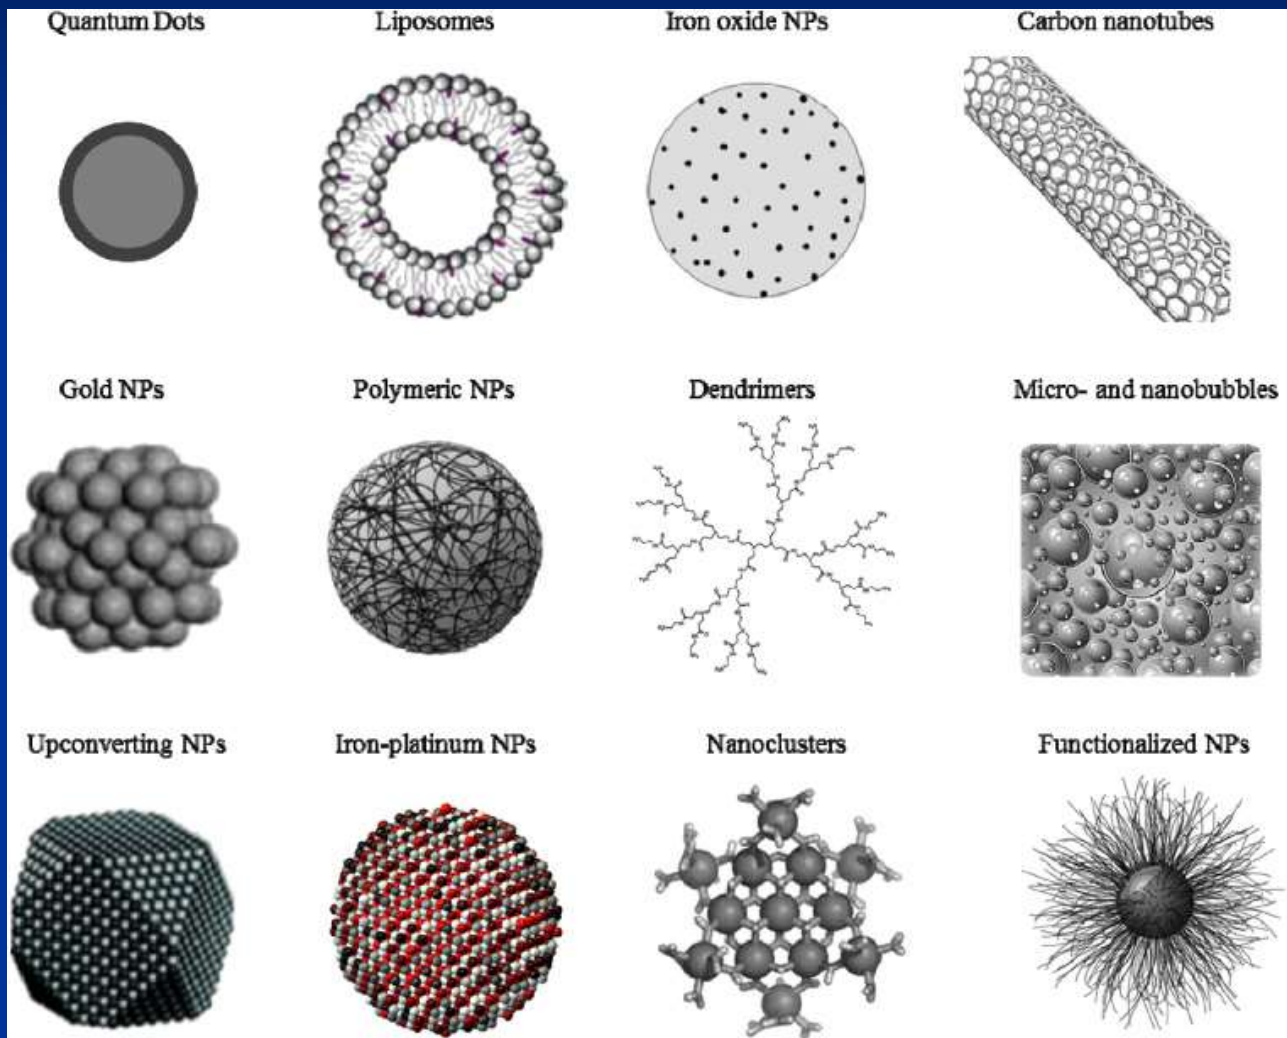 Quantum Dots
Liposomes
Iron oxide NPs
Carbon nanotubes
Gold NPs
Polymeric NPs
Dendrimers
Micro- and nanobubbles
Upconverting NPs
Iron-platinum NPs
Nanoclusters
Functionalized NPs